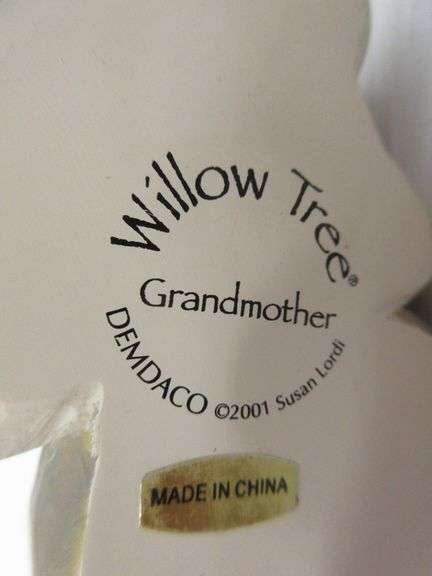 Willow Tree®
Grandmother
DEMDACO ©2001 Susan Lordi
MADE IN CHINA